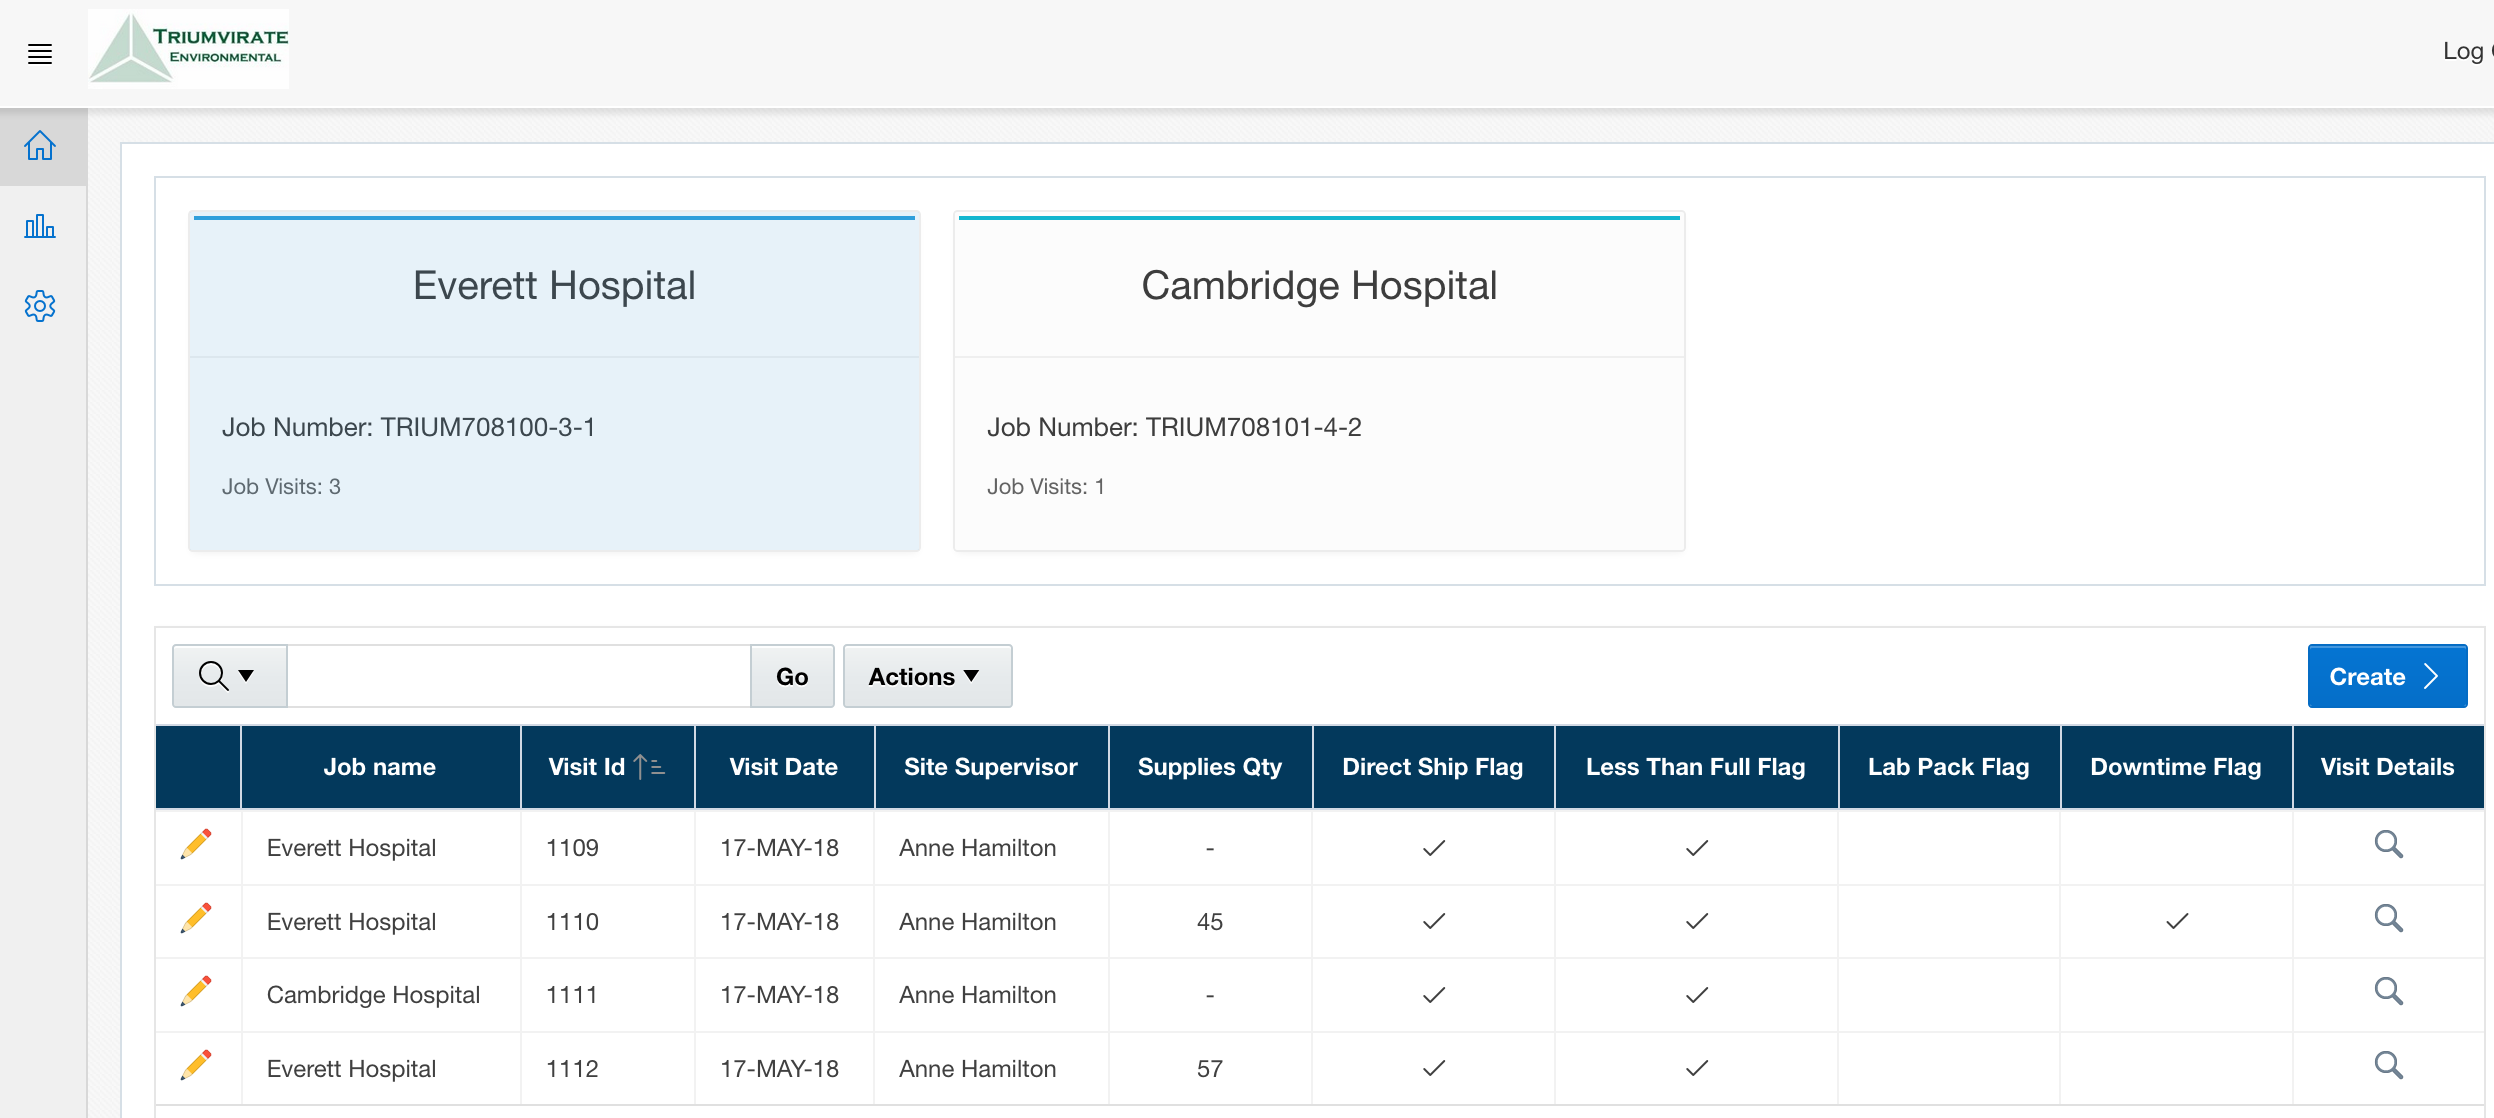 TRIUMVIRATE
ENVIRONMENTAL
Log
Everett Hospital
Job Number: TRIUM708100-3-1
Job Visits: 3
Cambridge Hospital
Job Number: TRIUM708101-4-2
Job Visits: 1
Go
Actions
Create
Job name Visit Id Visit Date Site Supervisor Supplies Qty Direct Ship Flag Less Than Full Flag Lab Pack Flag Downtime Flag Visit Details
Everett Hospital 1109 17-MAY-18 Anne Hamilton -
Everett Hospital 1110 17-MAY-18 Anne Hamilton 45
Cambridge Hospital 1111 17-MAY-18 Anne Hamilton -
Everett Hospital 1112 17-MAY-18 Anne Hamilton 57